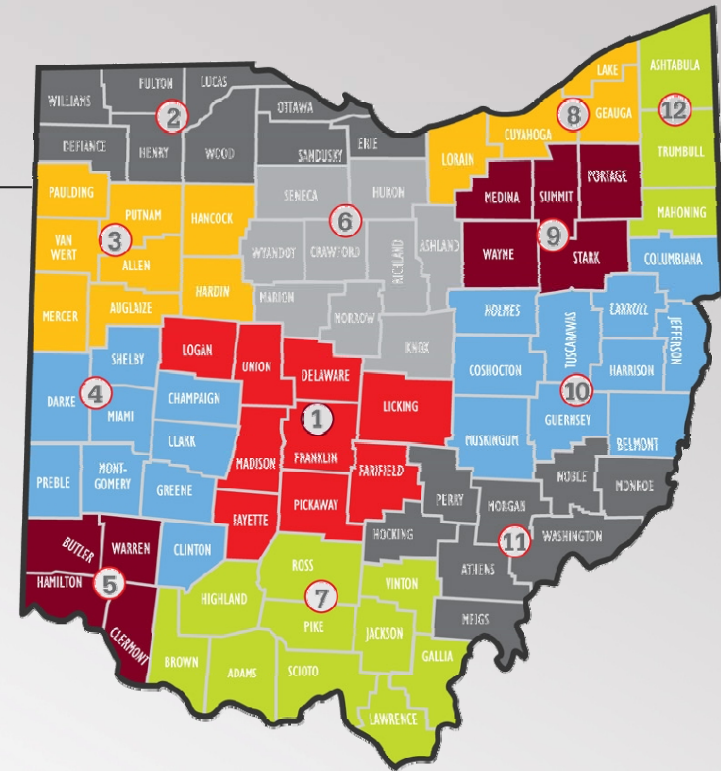 LAKE
ASHTABULA
FULTON
LUCAS
WILLIAMS
2
OTTAWA
8
GEAUGA
12
CUYAHOGA
DEFIANCE
HENRY
WOOD
SANDUSKY
ERIE
LORAIN
TRUMBULL
PORTAGE
PAULDING
SENECA
HURON
MEDINA
SUMMIT
PUTNAM
HANCOCK
6
MAHONING
3
9
VAN
WERT
ALLEN
WYANDOT
CRAWFORD
RICHLAND
ASHLAND
WAYNE
STARK
COLUMBIANA
HARDIN
MARION
MERCER
AUGLAIZE
MORROW
HOLMES
CARROLL
JEFFERSON
TUSCARAWAS
LOGAN
KNOX
SHELBY
UNION
DELAWARE
COSHOCTON
HARRISON
4
10
DARKE
CHAMPAIGN
LICKING
MIAMI
1
GUERNSEY
CLARK
MUSKINGUM
BELMONT
FRANKLIN
MADISON
FARIFIELD
PREBLE
MONT-
GOMERY
GREENE
NOBLE
MONROE
PERRY
MORGAN
PICKAWAY
FAYETTE
HOCKING
WASHINGTON
11
BUTLER
WARREN
CLINTON
ROSS
ATHENS
HAMILTON
5
VINTON
7
HIGHLAND
MEIGS
PIKE
JACKSON
CLERMONT
GALLIA
BROWN
ADAMS
SCIOTO
LAWRENCE